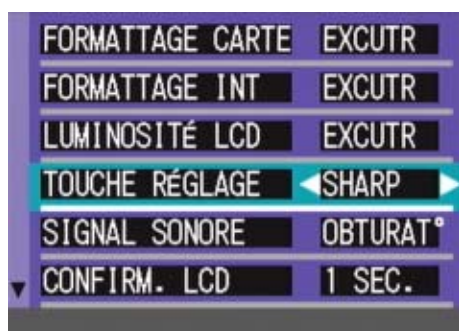 FORMATTAGE CARTE EXCUTR
FORMATTAGE INT EXCUTR
LUMINOSITÉ LCD EXCUTR
TOUCHE RÉGLAGE SHARP
SIGNAL SONORE OBTURAT°
CONFIRM. LCD 1 SEC.